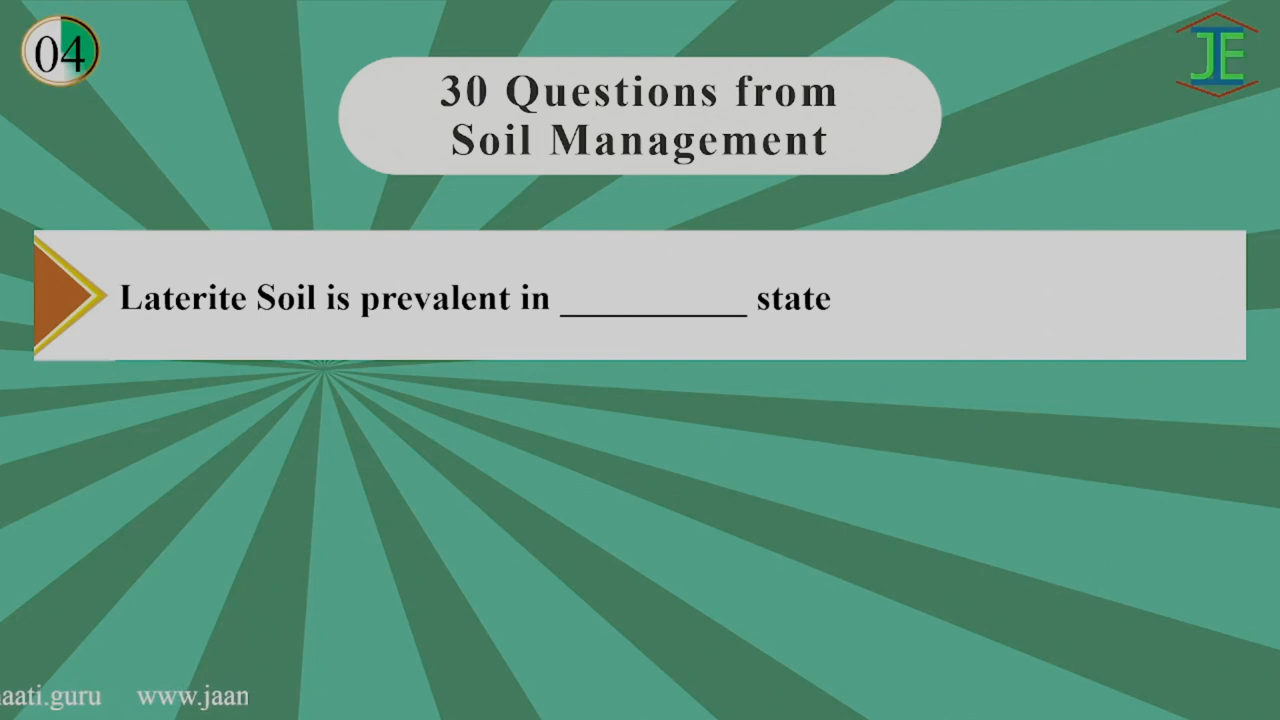 04
JE
30 Questions from
Soil Management
Laterite Soil is prevalent in __________ state
aati.guru www.jaan